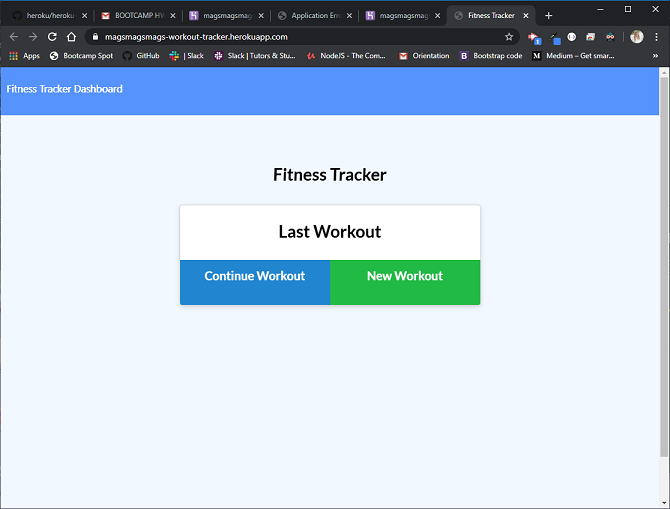 heroku/heroku
BOOTCAMP HW
magsmagsmags
Application Err
magsmagsmags
Fitness Tracker
magsmagsmags-workout-tracker.herokuapp.com
Apps
Bootcamp Spot
GitHub
| Slack
Slack | Tutors & Stu...
NodeJS - The Com...
Orientation
Bootstrap code
Medium – Get smar...
»
Fitness Tracker Dashboard
Fitness Tracker
Last Workout
Continue Workout
New Workout